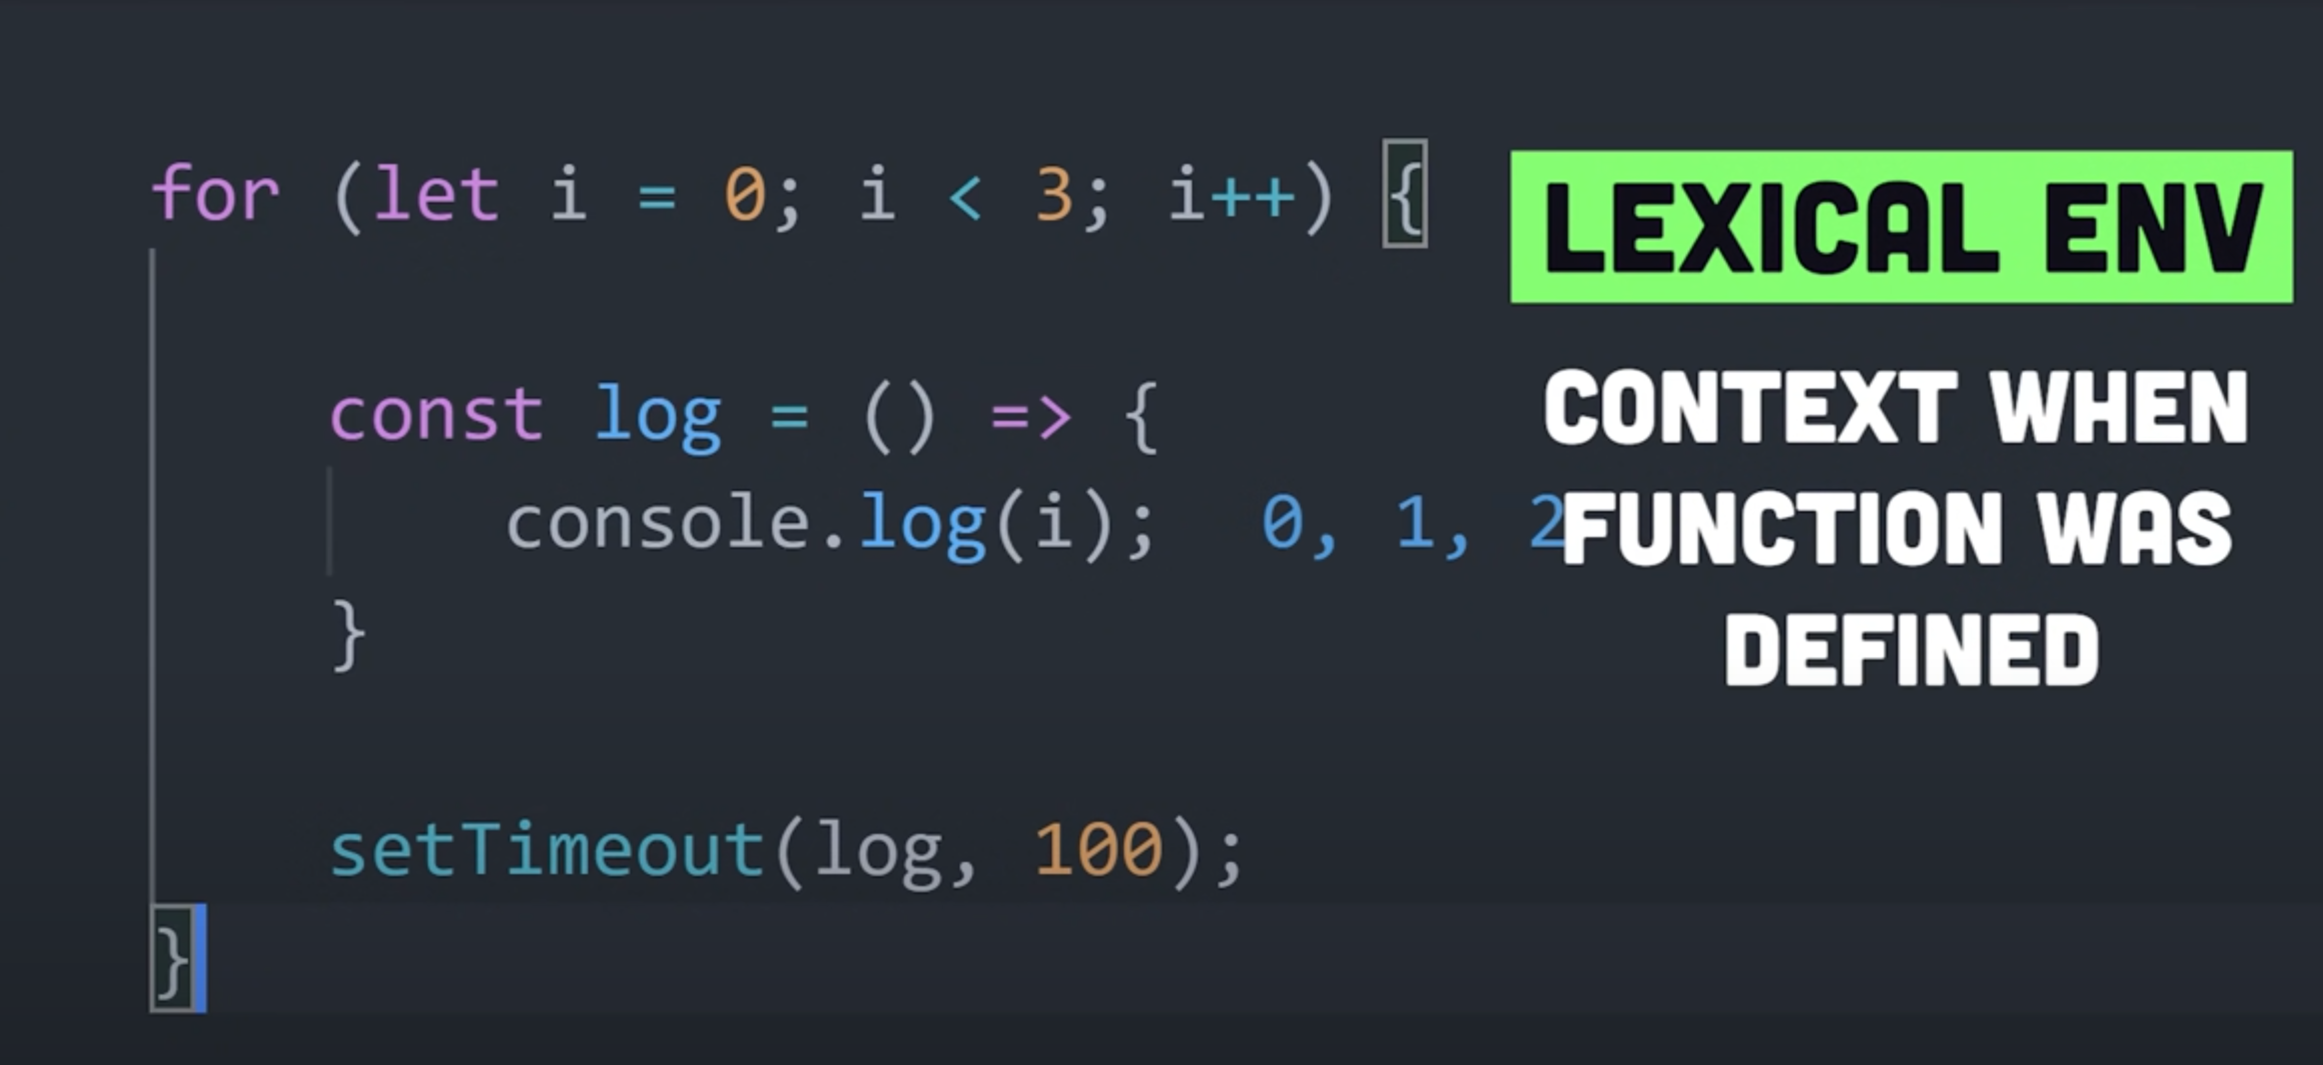 for (let i = 0; i < 3; i++) {
const log = () => {
console.log(i); 0, 1, 2
}
setTimeout(log, 100);
}
LEXICAL ENV
CONTEXT WHEN
FUNCTION WAS
DEFINED